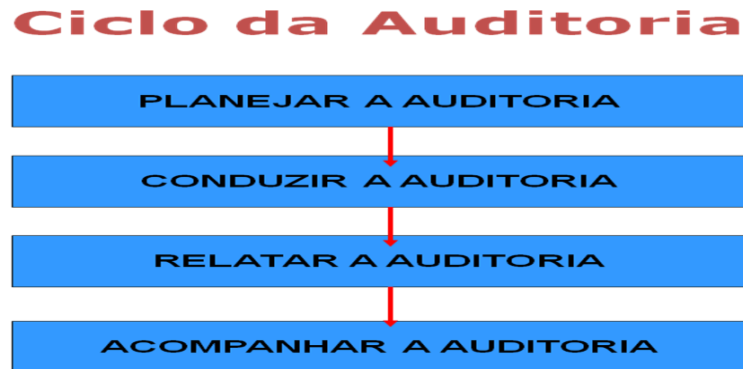 Ciclo da Auditoria
PLANEJAR A AUDITORIA
CONDUZIR A AUDITORIA
RELATAR A AUDITORIA
ACOMPANHAR A AUDITORIA